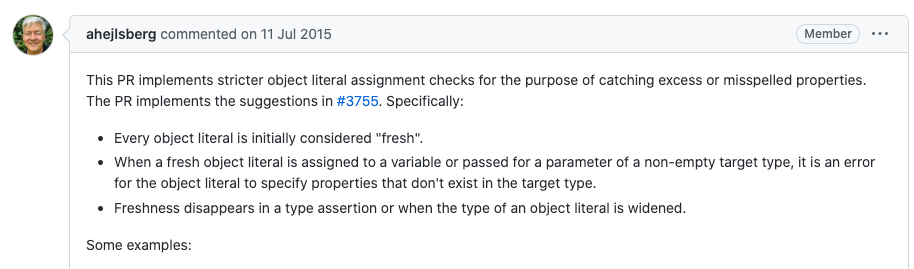 ahejlsberg commented on 11 Jul 2015
Member
This PR implements stricter object literal assignment checks for the purpose of catching excess or misspelled properties.
The PR implements the suggestions in #3755. Specifically:
• Every object literal is initially considered "fresh".
• When a fresh object literal is assigned to a variable or passed for a parameter of a non-empty target type, it is an error
for the object literal to specify properties that don't exist in the target type.
• Freshness disappears in a type assertion or when the type of an object literal is widened.
Some examples: